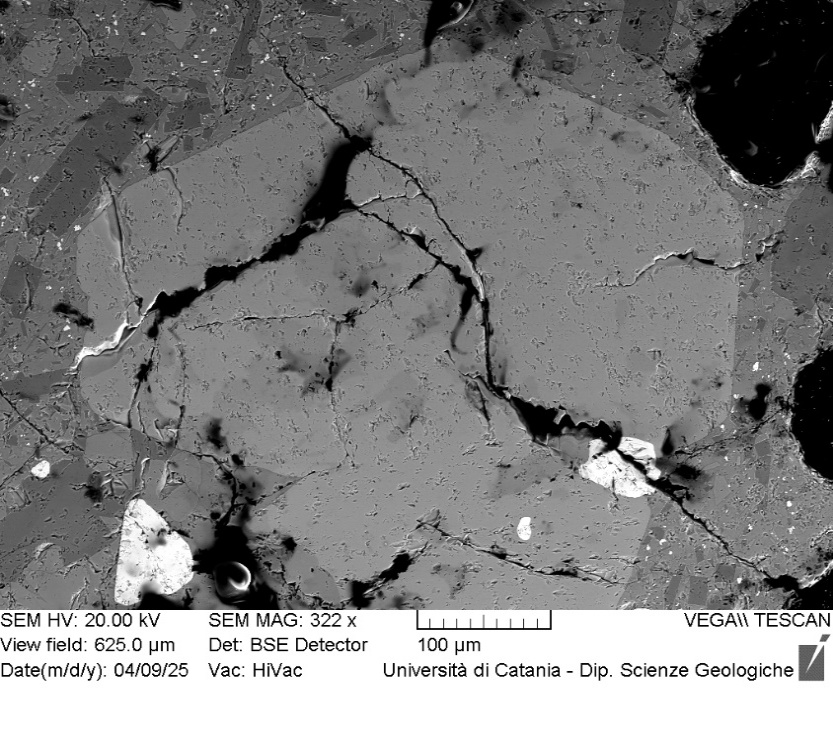 SEM HV: 20.00 kV SEM MAG: 322 x VEGA\\ TESCAN
View field: 625.0 µm Det: BSE Detector 100 µm
Date(m/d/y): 04/09/25 Vac: HiVac Università di Catania - Dip. Scienze Geologiche